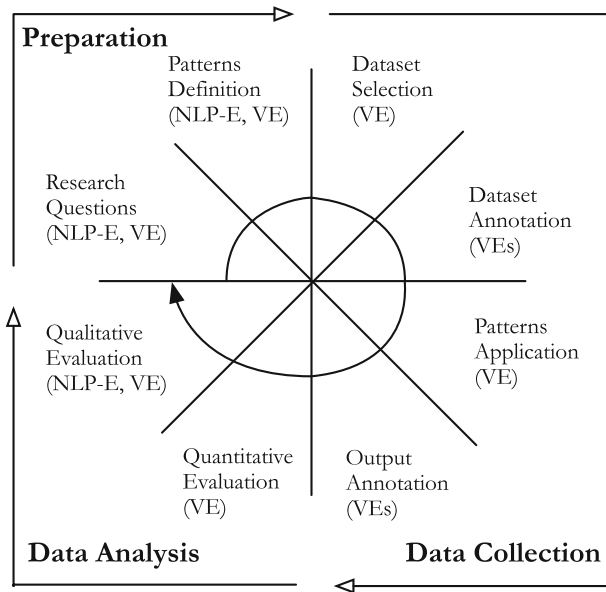 Preparation
Patterns
Definition
(NLP-E, VE)
Dataset
Selection
(VE)
Research
Questions
(NLP-E, VE)
Dataset
Annotation
(VEs)
Qualitative
Evaluation
(NLP-E, VE)
Patterns
Application
(VE)
Quantitative
Evaluation
(VE)
Output
Annotation
(VEs)
Data Analysis
Data Collection